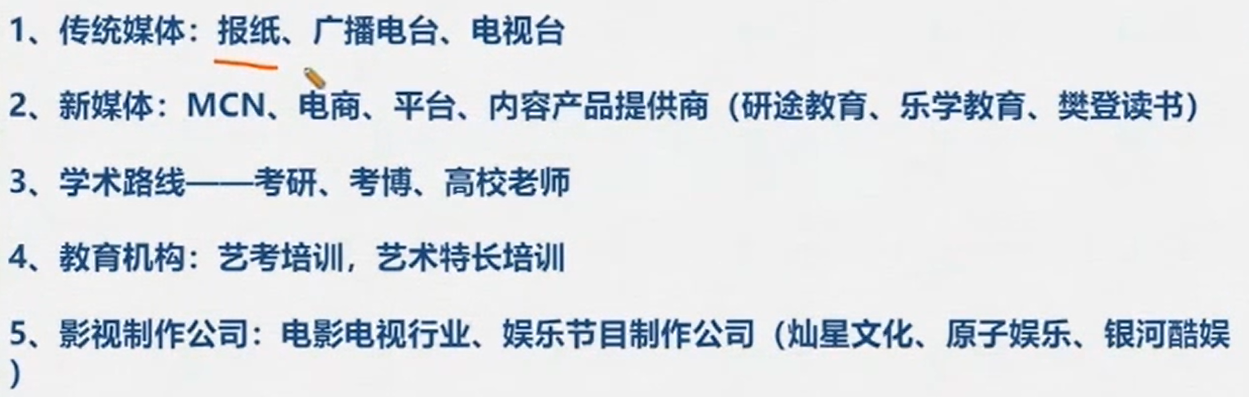 1、传统媒体：报纸、广播电台、电视台
2、新媒体：MCN、电商、平台、内容产品提供商（研途教育、乐学教育、樊登读书）
3、学术路线——考研、考博、高校老师
4、教育机构：艺考培训，艺术特长培训
5、影视制作公司：电影电视行业、娱乐节目制作公司（灿星文化、原子娱乐、银河酷娱
）